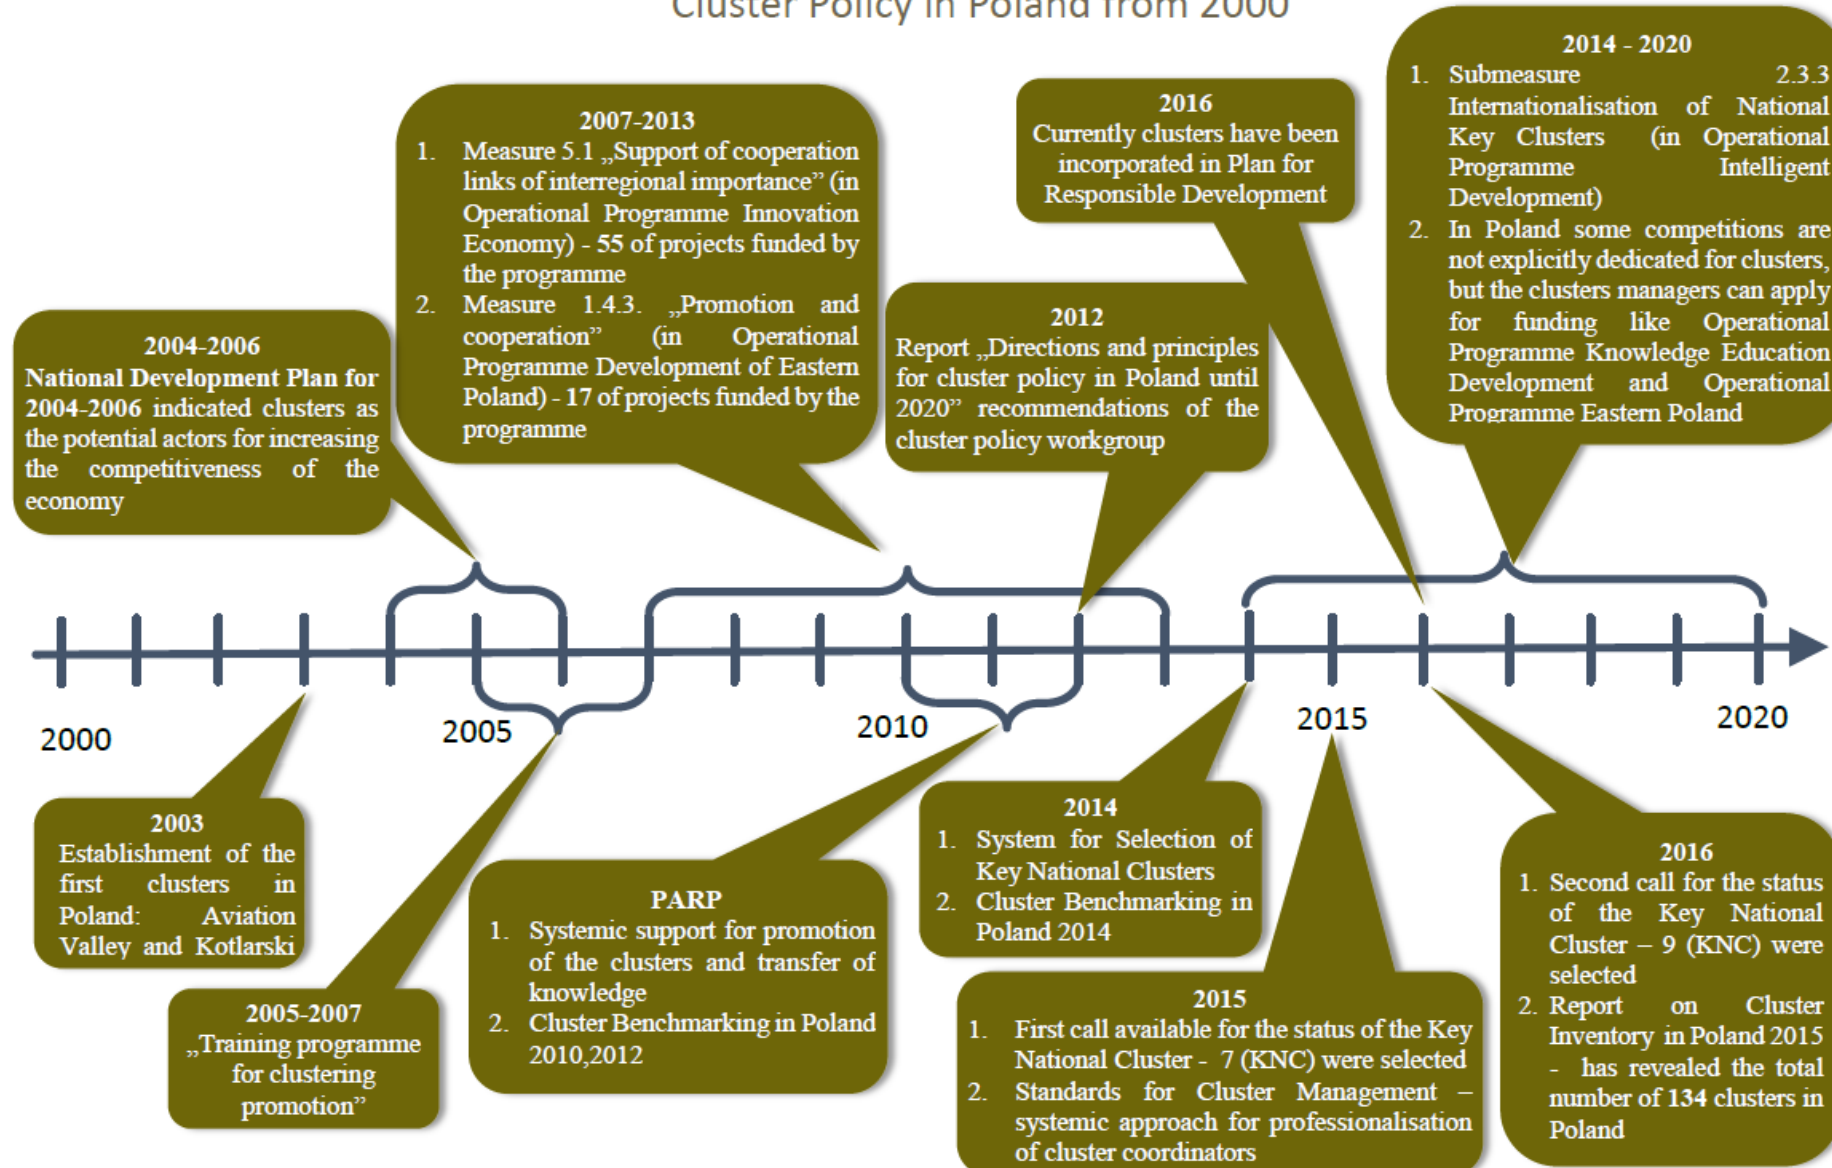 Cluster Policy in Poland from 2000
2014 - 2020
1. Submeasure 2.3.3
Internationalisation of National
Key Clusters (in Operational
Programme Intelligent
Development)
2. In Poland some competitions are
not explicitly dedicated for clusters,
but the clusters managers can apply
for funding like Operational
Programme Knowledge Education
Development and Operational
Programme Eastern Poland
2016
Currently clusters have been
incorporated in Plan for
Responsible Development
2007-2013
1. Measure 5.1 „Support of cooperation
links of interregional importance” (in
Operational Programme Innovation
Economy) - 55 of projects funded by
the programme
2. Measure 1.4.3. „Promotion and
cooperation” (in Operational
Programme Development of Eastern
Poland) - 17 of projects funded by the
programme
2012
Report „Directions and principles
for cluster policy in Poland until
2020” recommendations of the
cluster policy workgroup
2004-2006
National Development Plan for
2004-2006 indicated clusters as
the potential actors for increasing
the competitiveness of the
economy
2000
2005
2010
2015
2020
2003
Establishment of the
first clusters in
Poland: Aviation
Valley and Kotlarski
2005-2007
„Training programme
for clustering
promotion”
PARP
1. Systemic support for promotion
of the clusters and transfer of
knowledge
2. Cluster Benchmarking in Poland
2010,2012
2014
1. System for Selection of
Key National Clusters
2. Cluster Benchmarking in
Poland 2014
2015
1. First call available for the status of the Key
National Cluster - 7 (KNC) were selected
2. Standards for Cluster Management –
systemic approach for professionalisation
of cluster coordinators
2016
1. Second call for the status
of the Key National
Cluster – 9 (KNC) were
selected
2. Report on Cluster
Inventory in Poland 2015
- has revealed the total
number of 134 clusters in
Poland